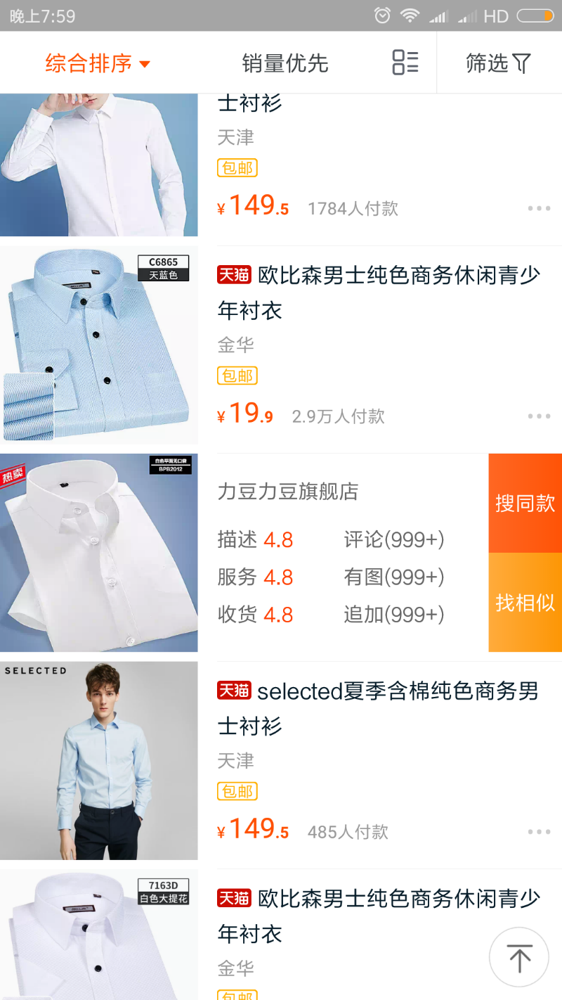 晚上7:59
HD
综合排序
销量优先
筛选
士衬衫
天津
包邮
¥149.5 1784人付款
C6865
天蓝色
天猫 欧比森男士纯色商务休闲青少
年衬衣
金华
包邮
¥19.9 2.9万人付款
热卖
白色平面无口袋
BPB2012
力豆力豆旗舰店
描述 4.8 评论(999+)
服务 4.8 有图(999+)
收货 4.8 追加(999+)
搜同款
找相似
SELECTED
天猫 selected夏季含棉纯色商务男
士衬衫
天津
包邮
¥149.5 485人付款
7163D
白色大提花
天猫 欧比森男士纯色商务休闲青少
年衬衣
金华
包邮